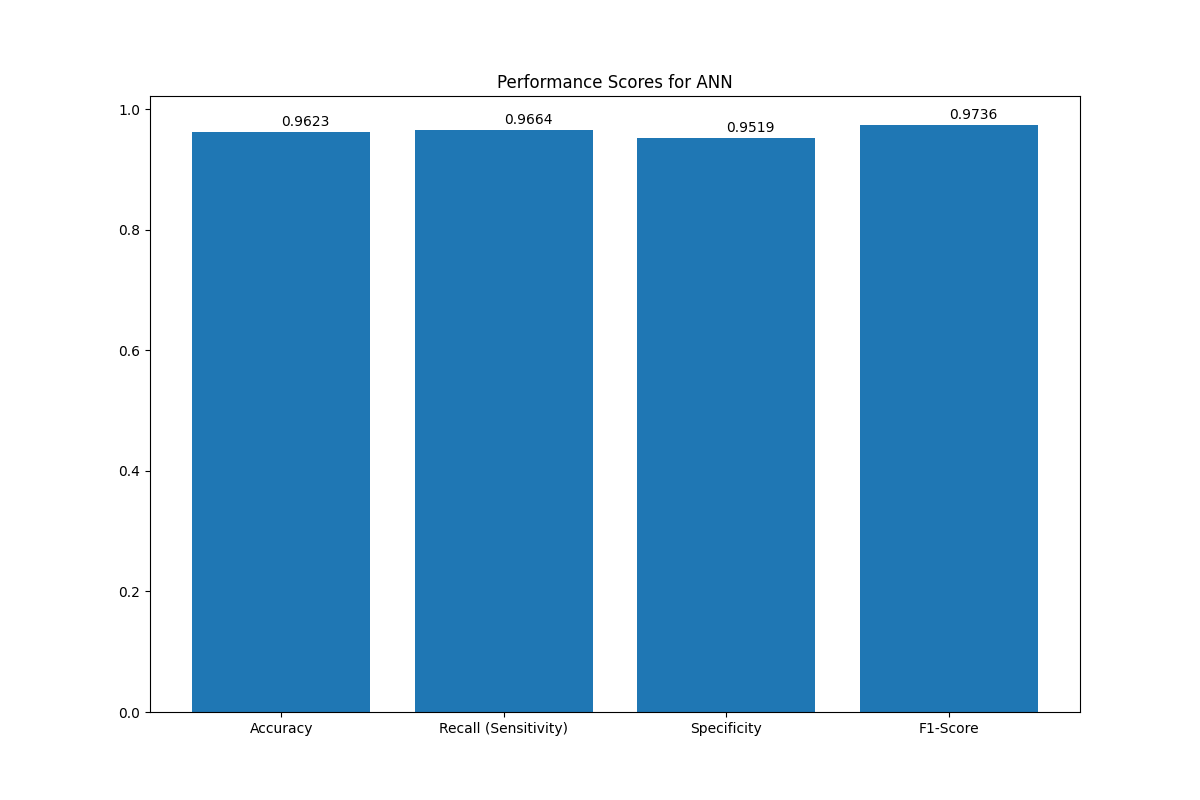 Performance Scores for ANN
1.0
0.8
0.6
0.4
0.2
0.0
0.9623
0.9664
0.9519
0.9736
Accuracy
Recall (Sensitivity)
Specificity
F1-Score